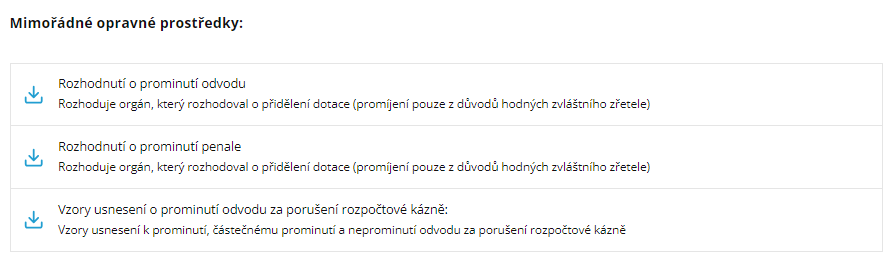 Mimořádné opravné prostředky:
Rozhodnutí o prominutí odvodu
Rozhoduje orgán, který rozhodoval o přidělení dotace (promíjení pouze z důvodů hodných zvláštního zřetele)
Rozhodnutí o prominutí penale
Rozhoduje orgán, který rozhodoval o přidělení dotace (promíjení pouze z důvodů hodných zvláštního zřetele)
Vzory usnesení o prominutí odvodu za porušení rozpočtové kázně:
Vzory usnesení k prominutí, částečnému prominutí a neprominutí odvodu za porušení rozpočtové kázně